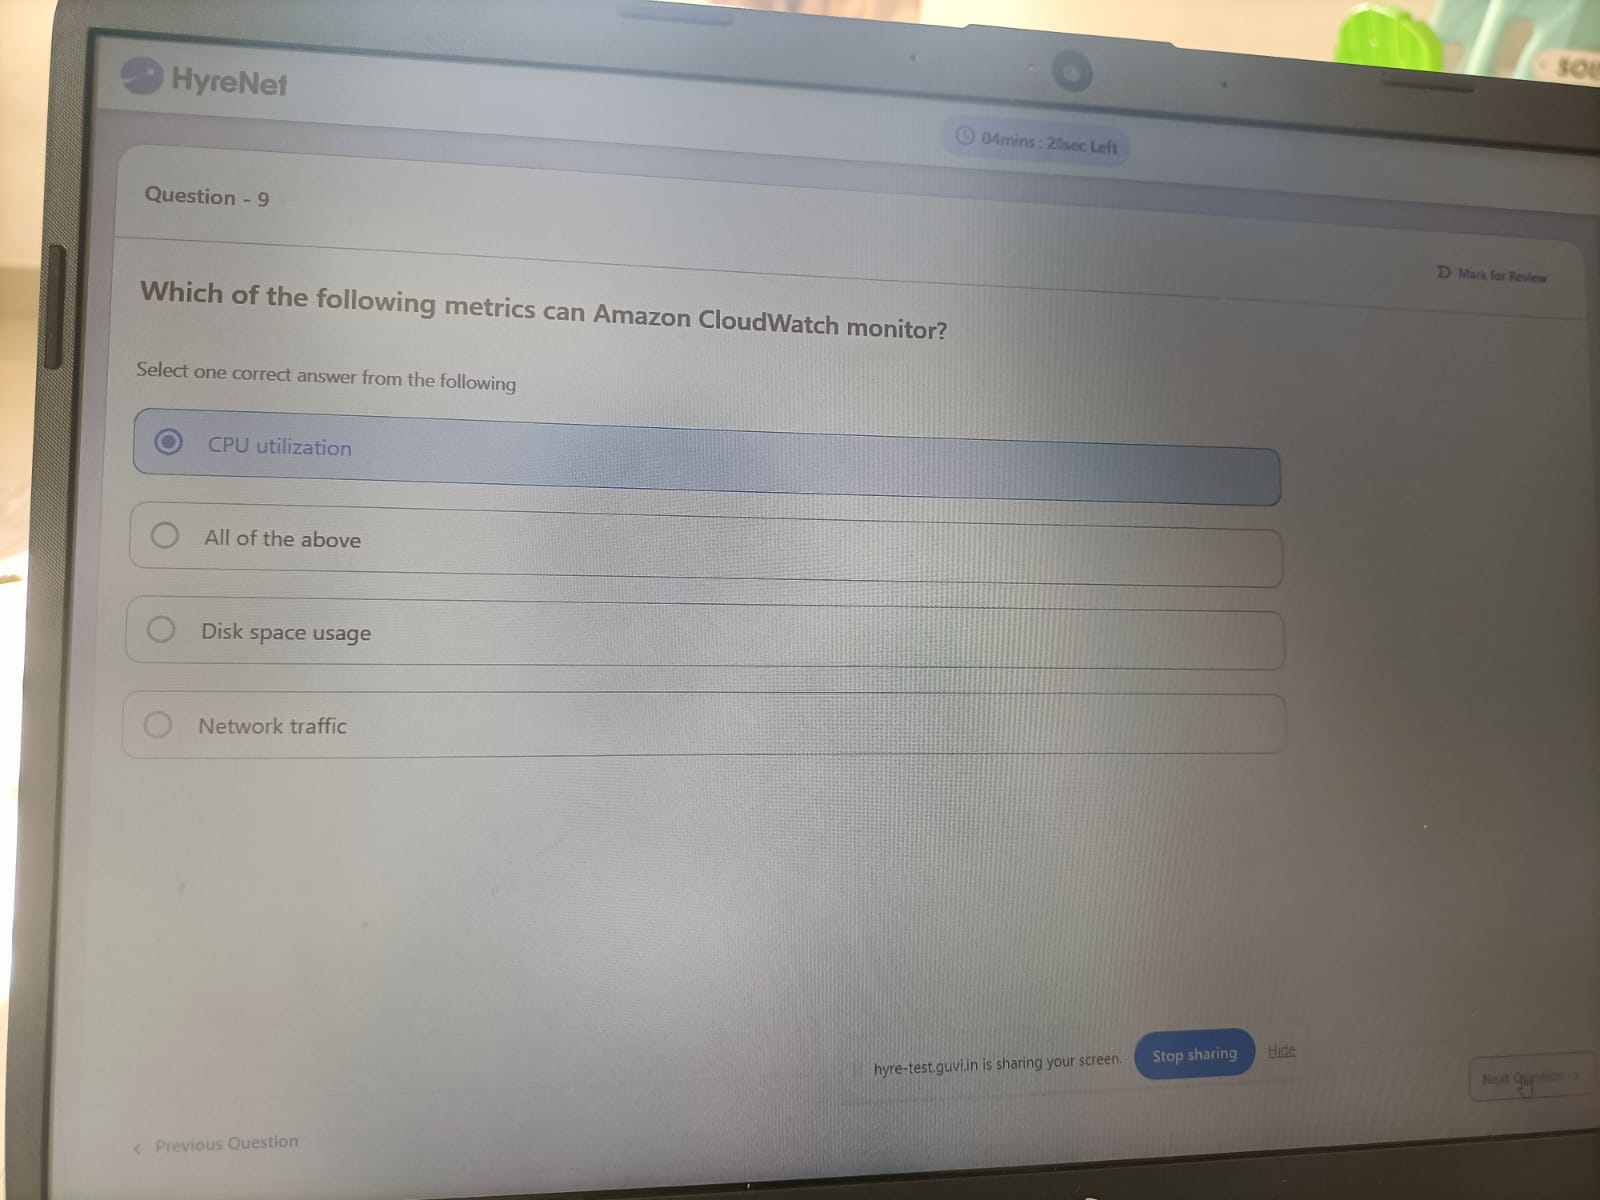 HyreNet
04mins : 2 sec Left
Question - 9
Mark for Review
Which of the following metrics can Amazon CloudWatch monitor?
Select one correct answer from the following
CPU utilization
All of the above
Disk space usage
Network traffic
hyre-test.guvi.in is sharing your screen.
Stop sharing
Hide
Next Question >
< Previous Question